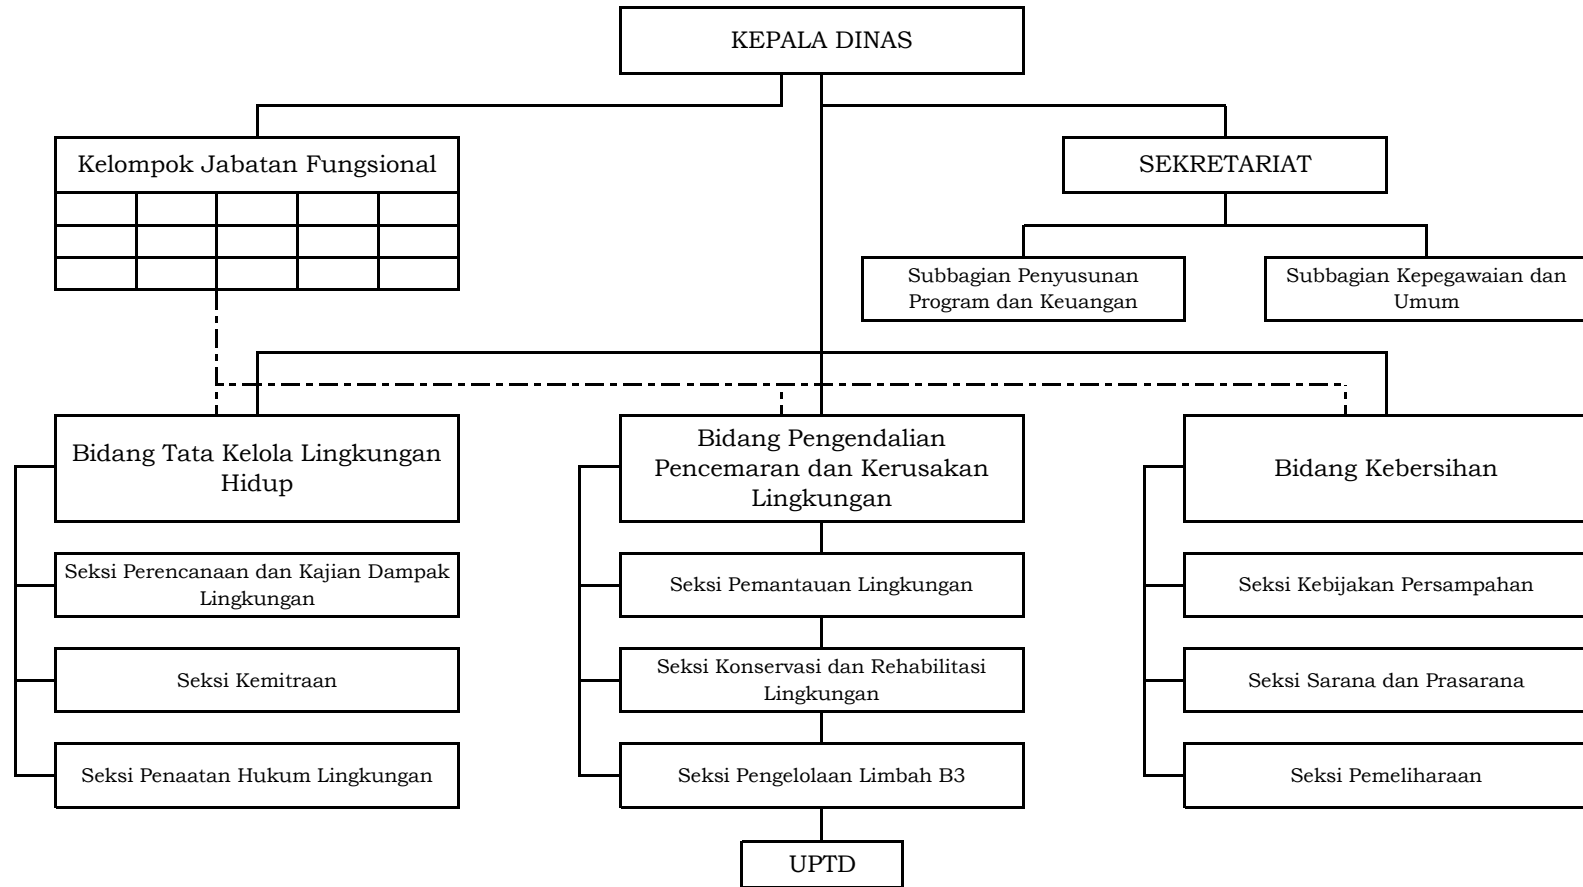 KEPALA DINAS
Kelompok Jabatan Fungsional
SEKRETARIAT
Subbagian Penyusunan
Program dan Keuangan
Subbagian Kepegawaian dan
Umum
Bidang Tata Kelola Lingkungan
Hidup
Bidang Pengendalian
Pencemaran dan Kerusakan
Lingkungan
Bidang Kebersihan
Seksi Perencanaan dan Kajian Dampak
Lingkungan
Seksi Pemantauan Lingkungan
Seksi Kebijakan Persampahan
Seksi Kemitraan
Seksi Konservasi dan Rehabilitasi
Lingkungan
Seksi Sarana dan Prasarana
Seksi Penaatan Hukum Lingkungan
Seksi Pengelolaan Limbah B3
Seksi Pemeliharaan
UPTD